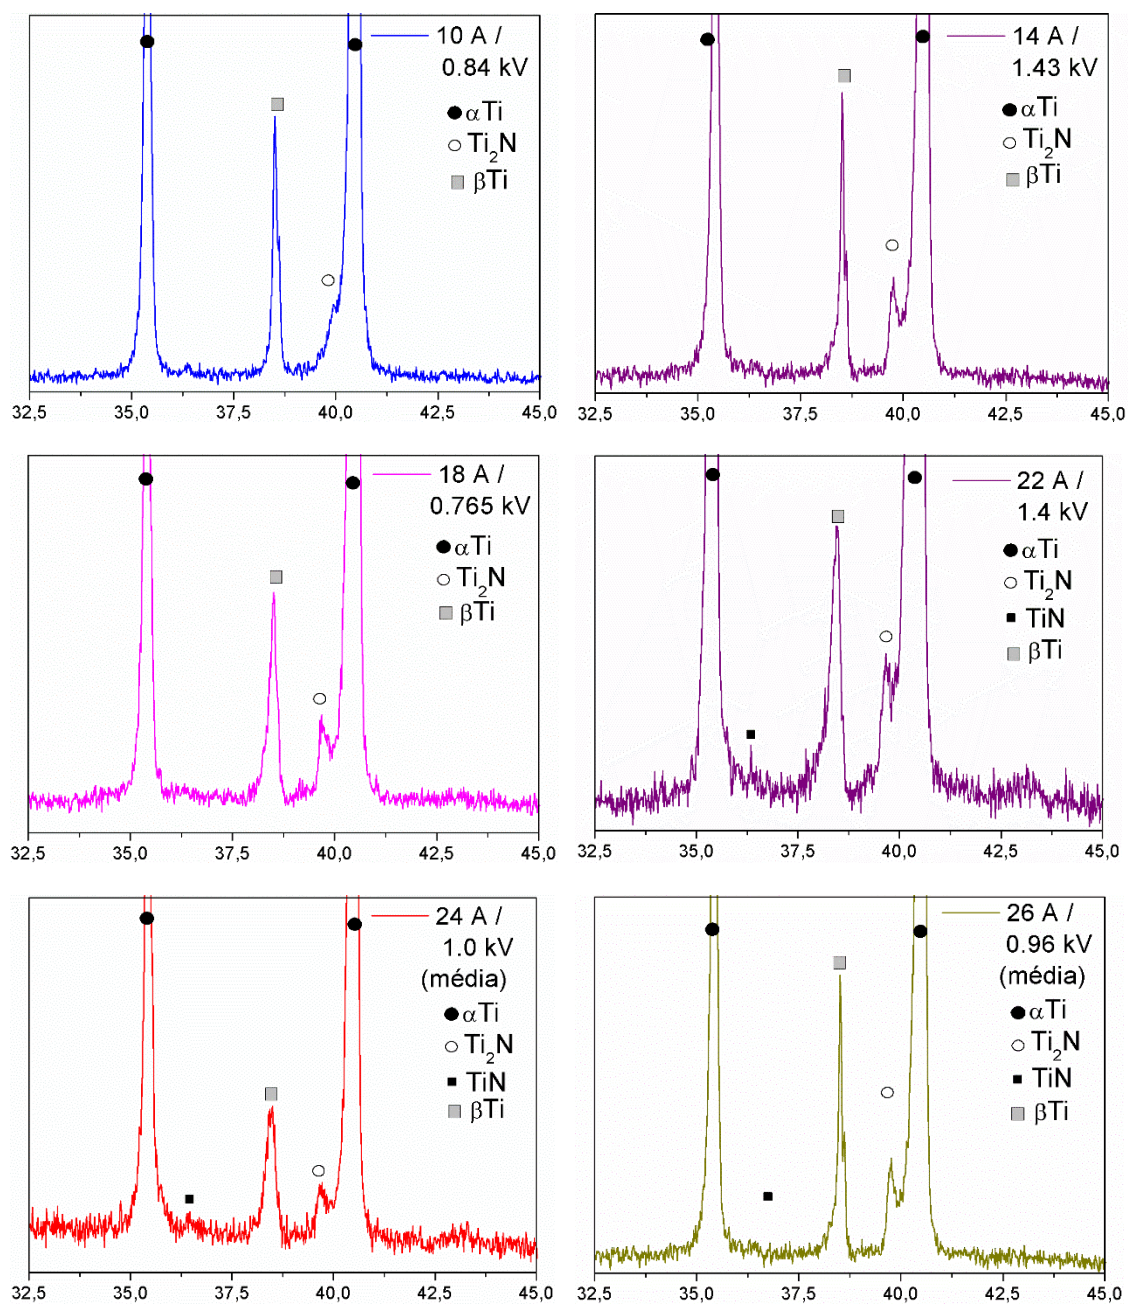 10 A /
0.84 kV
αTi
Ti2N
βTi
32,5 35,0 37,5 40,0 42,5 45,0
14 A /
1.43 kV
αTi
Ti2N
βTi
32,5 35,0 37,5 40,0 42,5 45,0
18 A /
0.765 kV
αTi
Ti2N
βTi
32,5 35,0 37,5 40,0 42,5 45,0
22 A /
1.4 kV
αTi
Ti2N
TiN
βTi
32,5 35,0 37,5 40,0 42,5 45,0
24 A /
1.0 kV
(média)
αTi
Ti2N
TiN
βTi
32,5 35,0 37,5 40,0 42,5 45,0
26 A /
0.96 kV
(média)
αTi
Ti2N
TiN
βTi
32,5 35,0 37,5 40,0 42,5 45,0